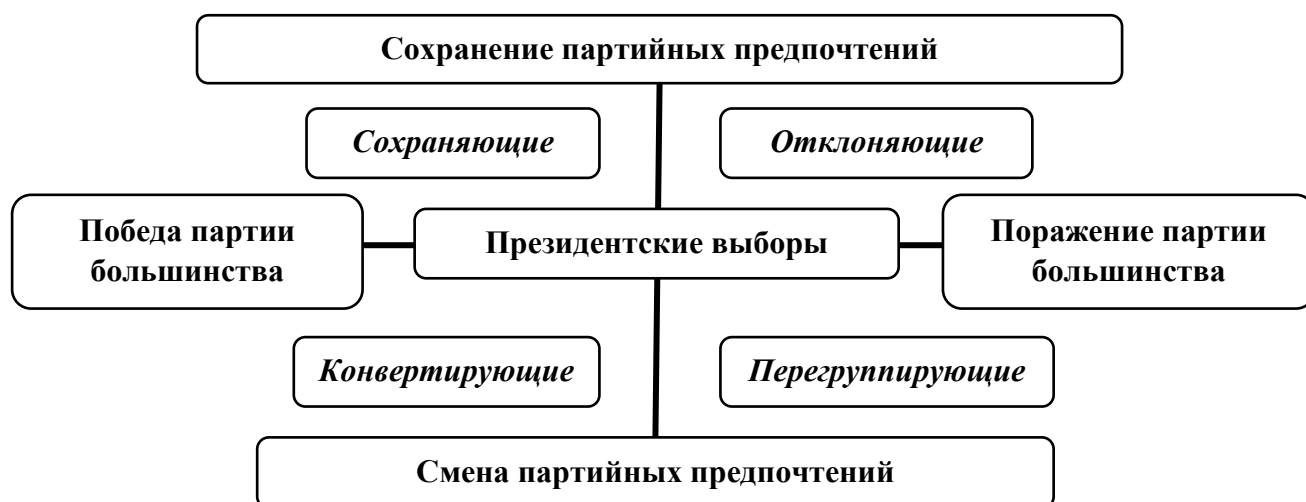 Сохранение партийных предпочтений
Сохраняющие
Отклоняющие
Победа партии
большинства
Президентские выборы
Поражение партии
большинства
Конвертирующие
Перегруппирующие
Смена партийных предпочтений